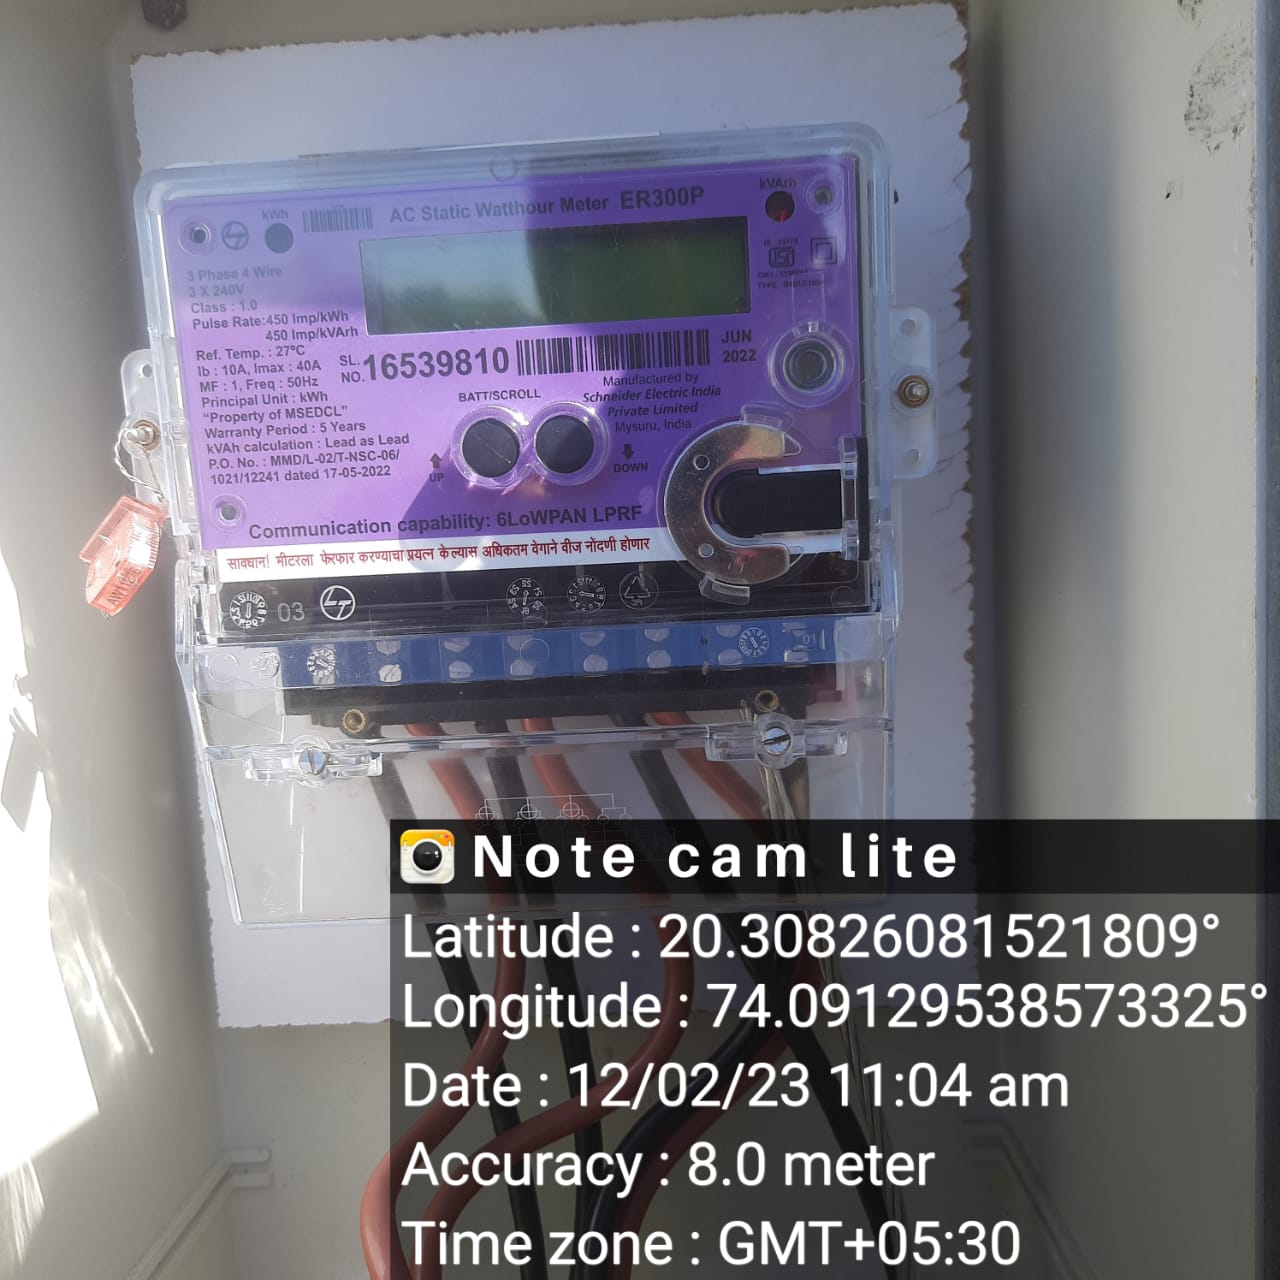 kWh
AC Static Watthour Meter ER300P
kVArh
3 Phase 4 Wire
3 X 240V
Class : 1.0
Pulse Rate:450 Imp/kWh
450 Imp/kVArh
Ref. Temp. : 27°C
Ib : 10A, Imax : 40A
MF : 1, Freq : 50Hz
Principal Unit : kWh
“Property of MSEDCL”
Warranty Period : 5 Years
kVAh calculation : Lead as Lead
P.O. No. : MMD/L-02/T-NSC-06/
1021/12241 dated 17-05-2022
SL. NO. 16539810
JUN
2022
BATT/SCROLL
Manufactured by
Schneider Electric India
Private Limited
Mysuru, India
UP
DOWN
Communication capability: 6LoWPAN LPRF
सावधान! मीटरला फेरफार करण्याचा प्रयत्न केल्यास अधिकतम वेगाने वीज नोंदणी होणार
03
01
Note cam lite
Latitude : 20.30826081521809°
Longitude : 74.09129538573325°
Date : 12/02/23 11:04 am
Accuracy : 8.0 meter
Time zone : GMT+05:30